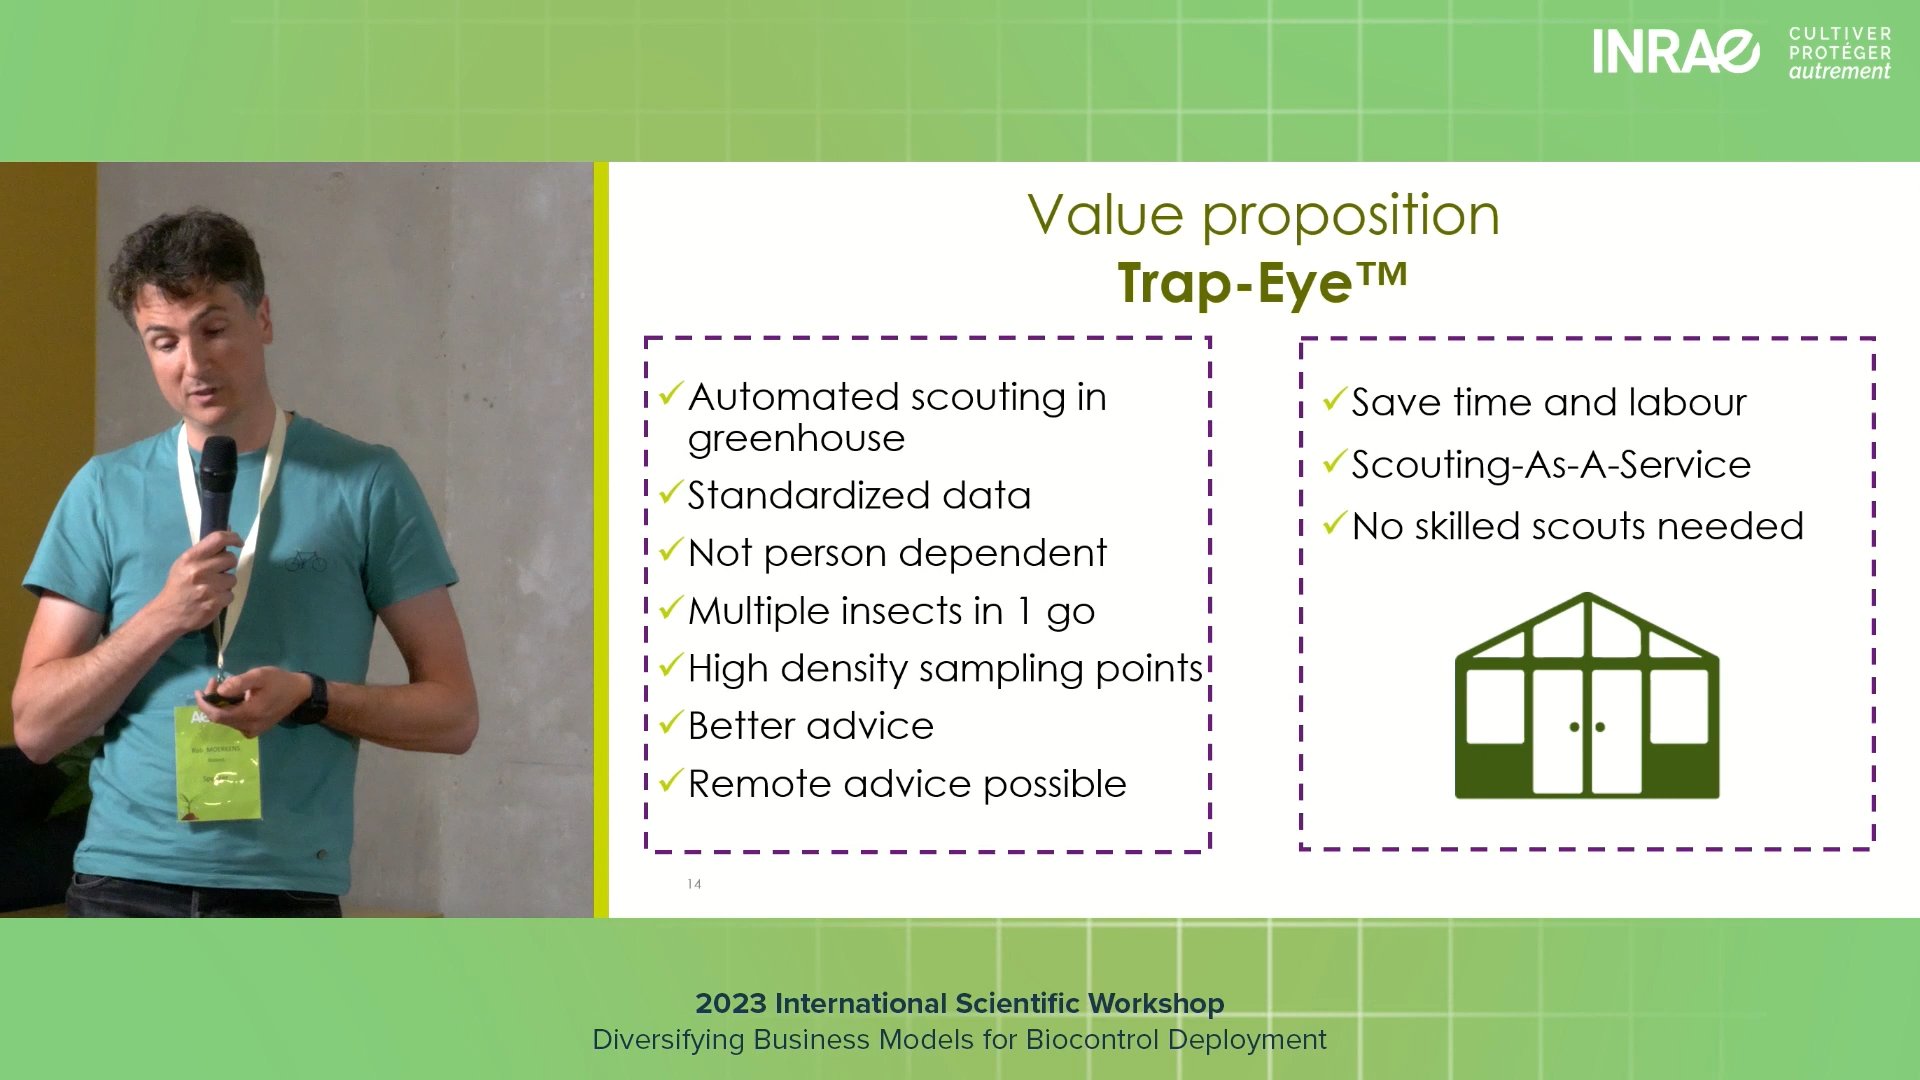 INRAE
CULTIVER
PROTÉGER
autrement
Value proposition
Trap-Eye™
✓Automated scouting in
greenhouse
✓Standardized data
✓Not person dependent
✓Multiple insects in 1 go
✓High density sampling points
✓Better advice
✓Remote advice possible
✓Save time and labour
✓Scouting-As-A-Service
✓No skilled scouts needed
14
Rob MOERKENS
2023 International Scientific Workshop
Diversifying Business Models for Biocontrol Deployment